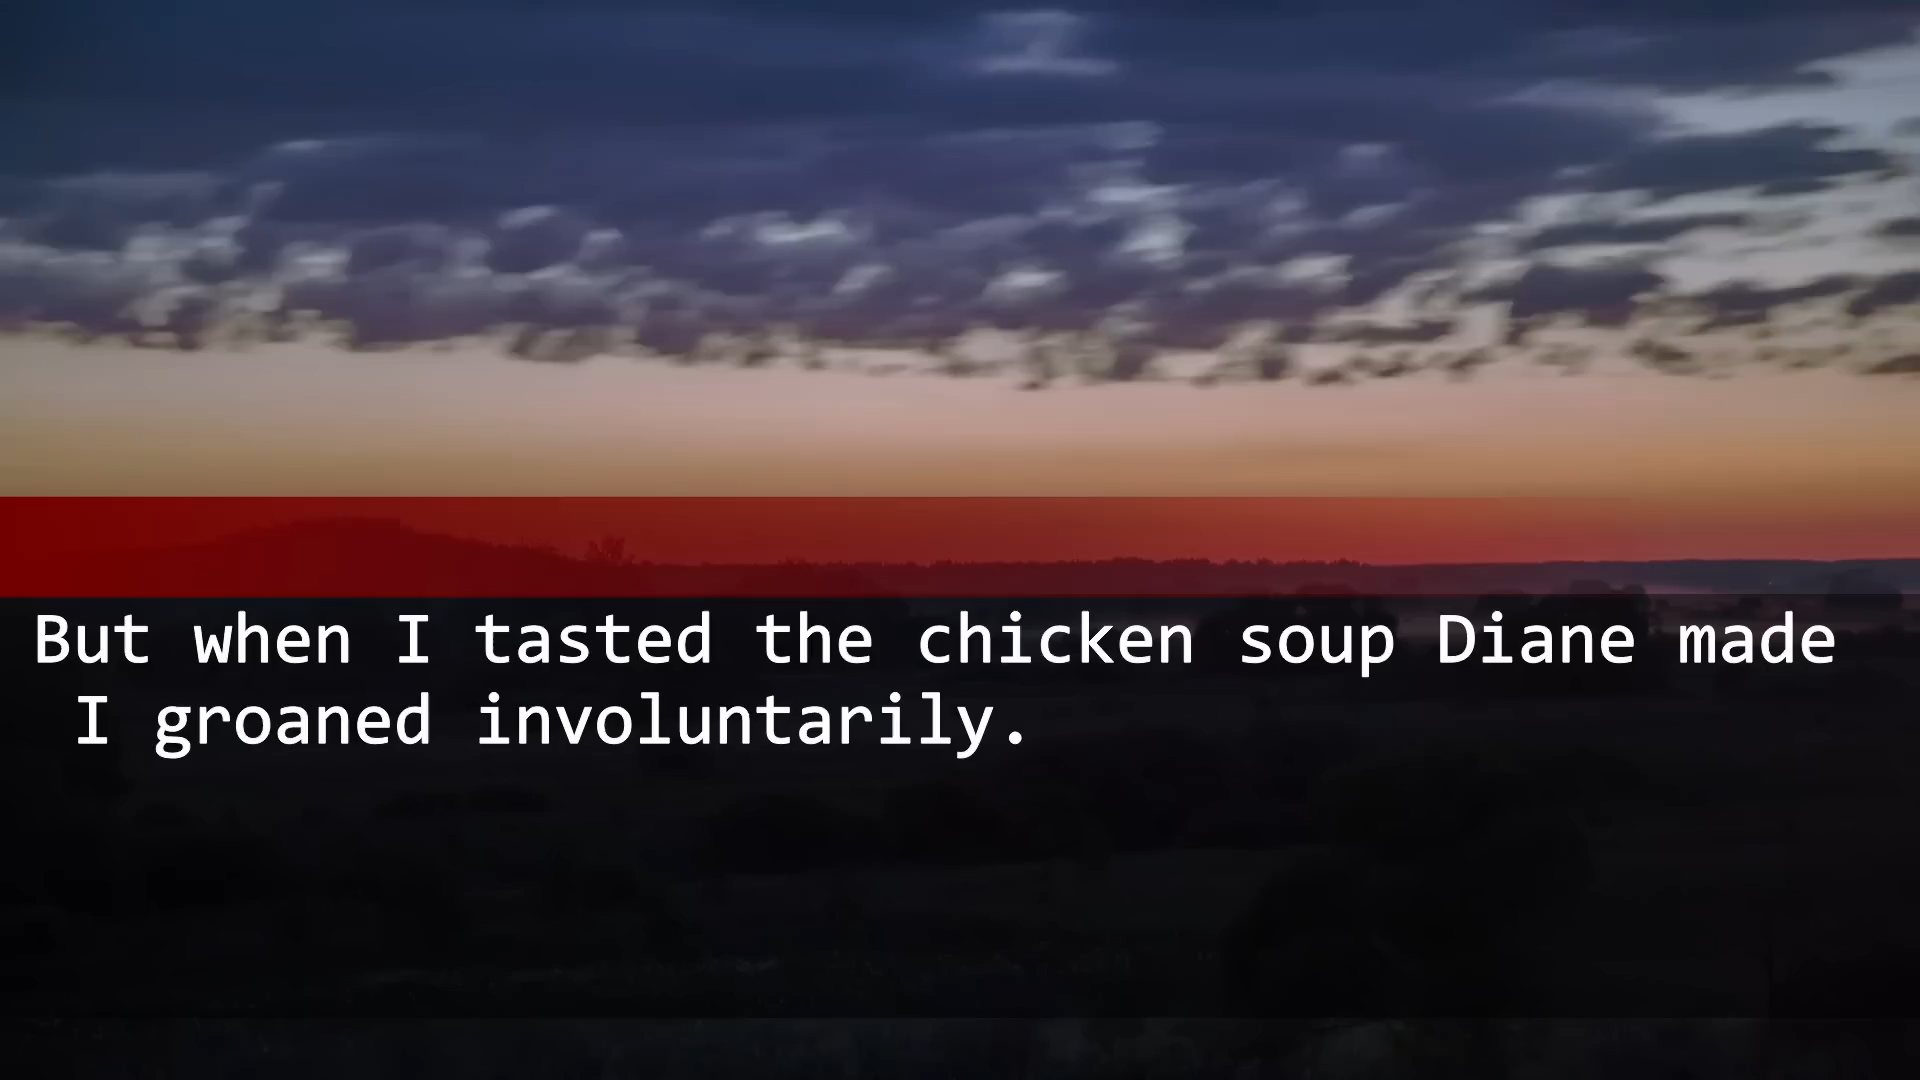 But when I tasted the chicken soup Diane made
I groaned involuntarily.